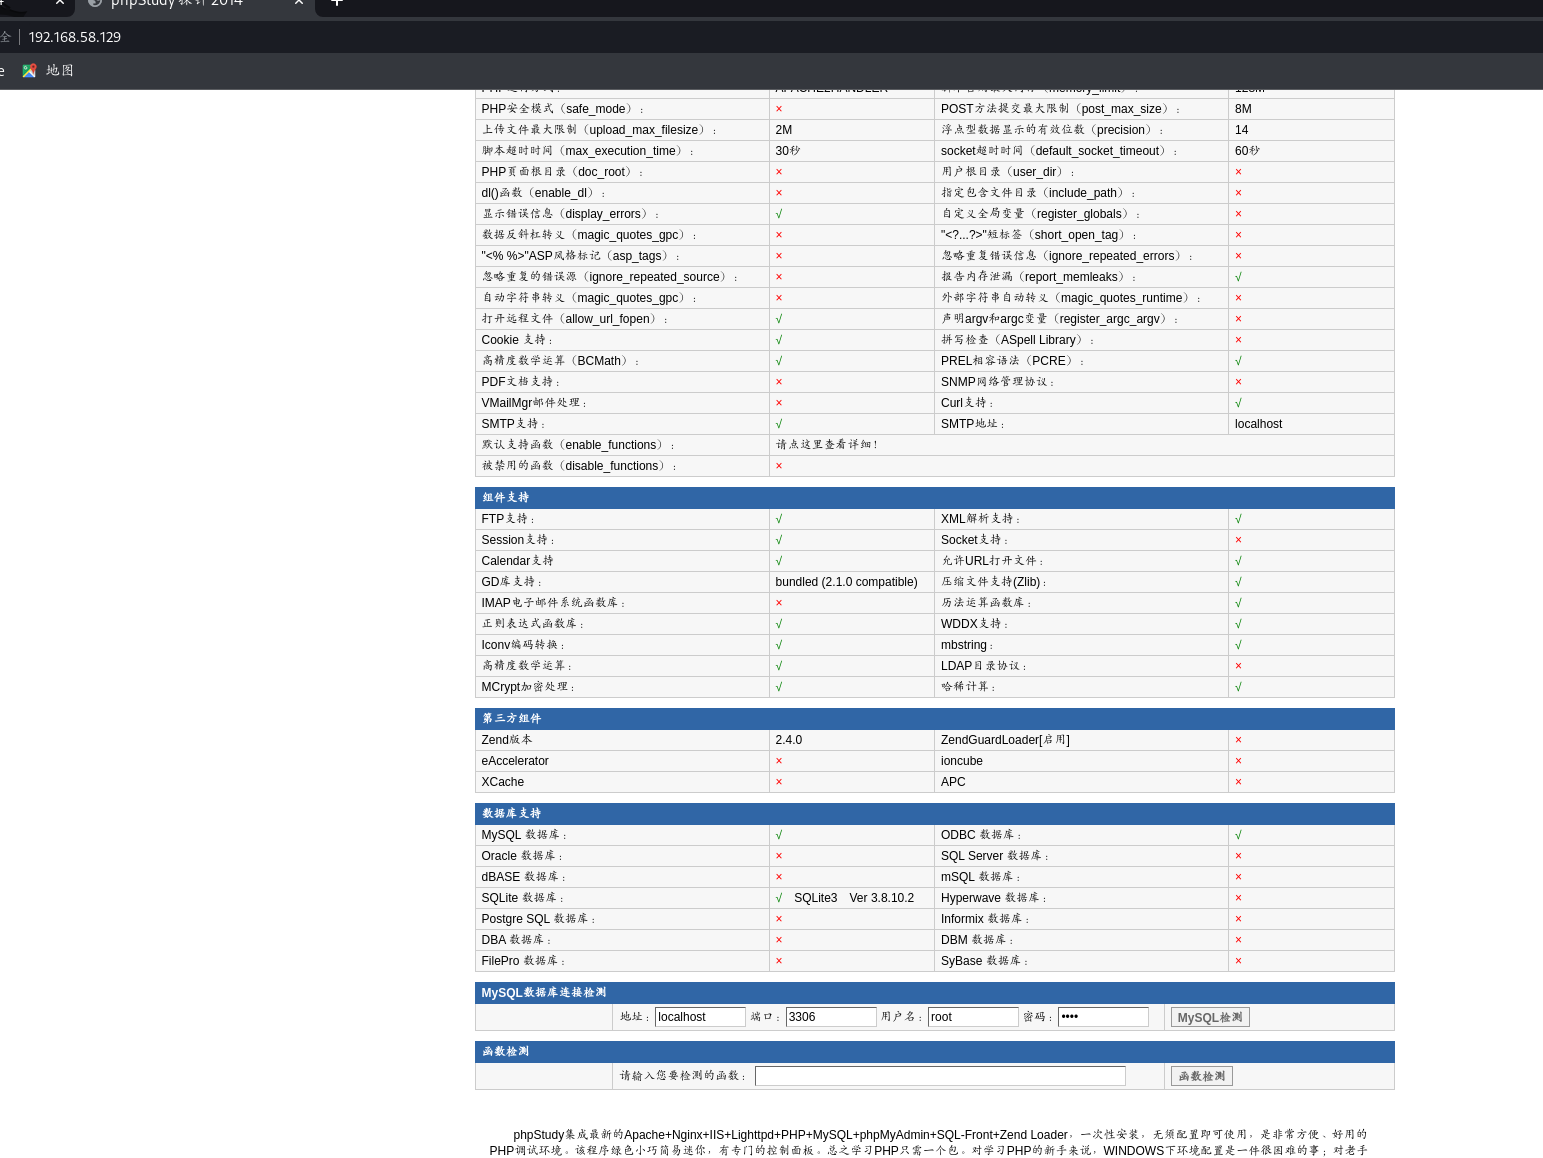 phpStudy 探针 2014
全 192.168.58.129
e 地图
PHP安全模式（safe_mode）： × POST方法提交最大限制（post_max_size）： 8M
上传文件最大限制（upload_max_filesize）： 2M 浮点型数据显示的有效位数（precision）： 14
脚本超时时间（max_execution_time）： 30秒 socket超时时间（default_socket_timeout）： 60秒
PHP页面根目录（doc_root）： × 用户根目录（user_dir）： ×
dl()函数（enable_dl）： × 指定包含文件目录（include_path）： ×
显示错误信息（display_errors）： √ 自定义全局变量（register_globals）： ×
数据反斜杠转义（magic_quotes_gpc）： × "<?...?>"短标签（short_open_tag）： ×
"<% %>"ASP风格标记（asp_tags）： × 忽略重复错误信息（ignore_repeated_errors）： ×
忽略重复的错误源（ignore_repeated_source）： × 报告内存泄漏（report_memleaks）： √
自动字符串转义（magic_quotes_gpc）： × 外部字符串自动转义（magic_quotes_runtime）： ×
打开远程文件（allow_url_fopen）： √ 声明argv和argc变量（register_argc_argv）： ×
Cookie 支持： √ 拼写检查（ASpell Library）： ×
高精度数学运算（BCMath）： √ PREL相容语法（PCRE）： √
PDF文档支持： × SNMP网络管理协议： ×
VMailMgr邮件处理： × Curl支持： √
SMTP支持： √ SMTP地址： localhost
默认支持函数（enable_functions）： 请点这里查看详细！
被禁用的函数（disable_functions）： ×
组件支持
FTP支持： √ XML解析支持： √
Session支持： √ Socket支持： ×
Calendar支持 √ 允许URL打开文件： √
GD库支持： bundled (2.1.0 compatible) 压缩文件支持(Zlib)： √
IMAP电子邮件系统函数库： × 历法运算函数库： √
正则表达式函数库： √ WDDX支持： √
Iconv编码转换： √ mbstring： √
高精度数学运算： √ LDAP目录协议： ×
MCrypt加密处理： √ 哈稀计算： √
第三方组件
Zend版本 2.4.0 ZendGuardLoader[启用] ×
eAccelerator × ioncube ×
XCache × APC ×
数据库支持
MySQL 数据库： √ ODBC 数据库： √
Oracle 数据库： × SQL Server 数据库： ×
dBASE 数据库： × mSQL 数据库： ×
SQLite 数据库： √ SQLite3 Ver 3.8.10.2 Hyperwave 数据库： ×
Postgre SQL 数据库： × Informix 数据库： ×
DBA 数据库： × DBM 数据库： ×
FilePro 数据库： × SyBase 数据库： ×
MySQL数据库连接检测
地址： localhost 端口： 3306 用户名： root 密码： •••• MySQL检测
函数检测
请输入您要检测的函数： 函数检测
phpStudy集成最新的Apache+Nginx+IIS+Lighttpd+PHP+MySQL+phpMyAdmin+SQL-Front+Zend Loader，一次性安装，无须配置即可使用，是非常方便、好用的
PHP调试环境。该程序绿色小巧简易迷你，有专门的控制面板。总之学习PHP只需一个包。对学习PHP的新手来说，WINDOWS下环境配置是一件很困难的事；对老手